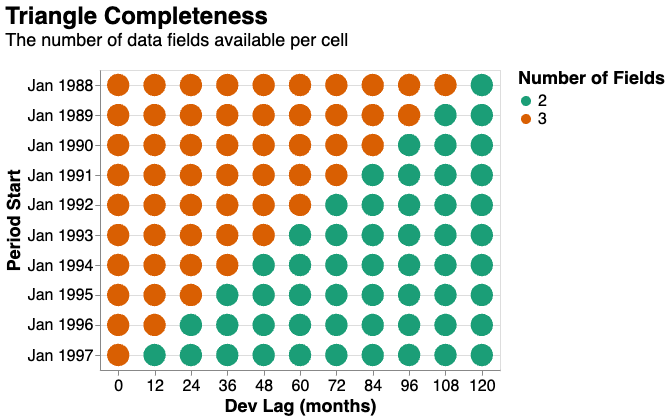 Triangle Completeness
The number of data fields available per cell
Number of Fields
2
3
Period Start
Jan 1988
Jan 1989
Jan 1990
Jan 1991
Jan 1992
Jan 1993
Jan 1994
Jan 1995
Jan 1996
Jan 1997
0 12 24 36 48 60 72 84 96 108 120
Dev Lag (months)